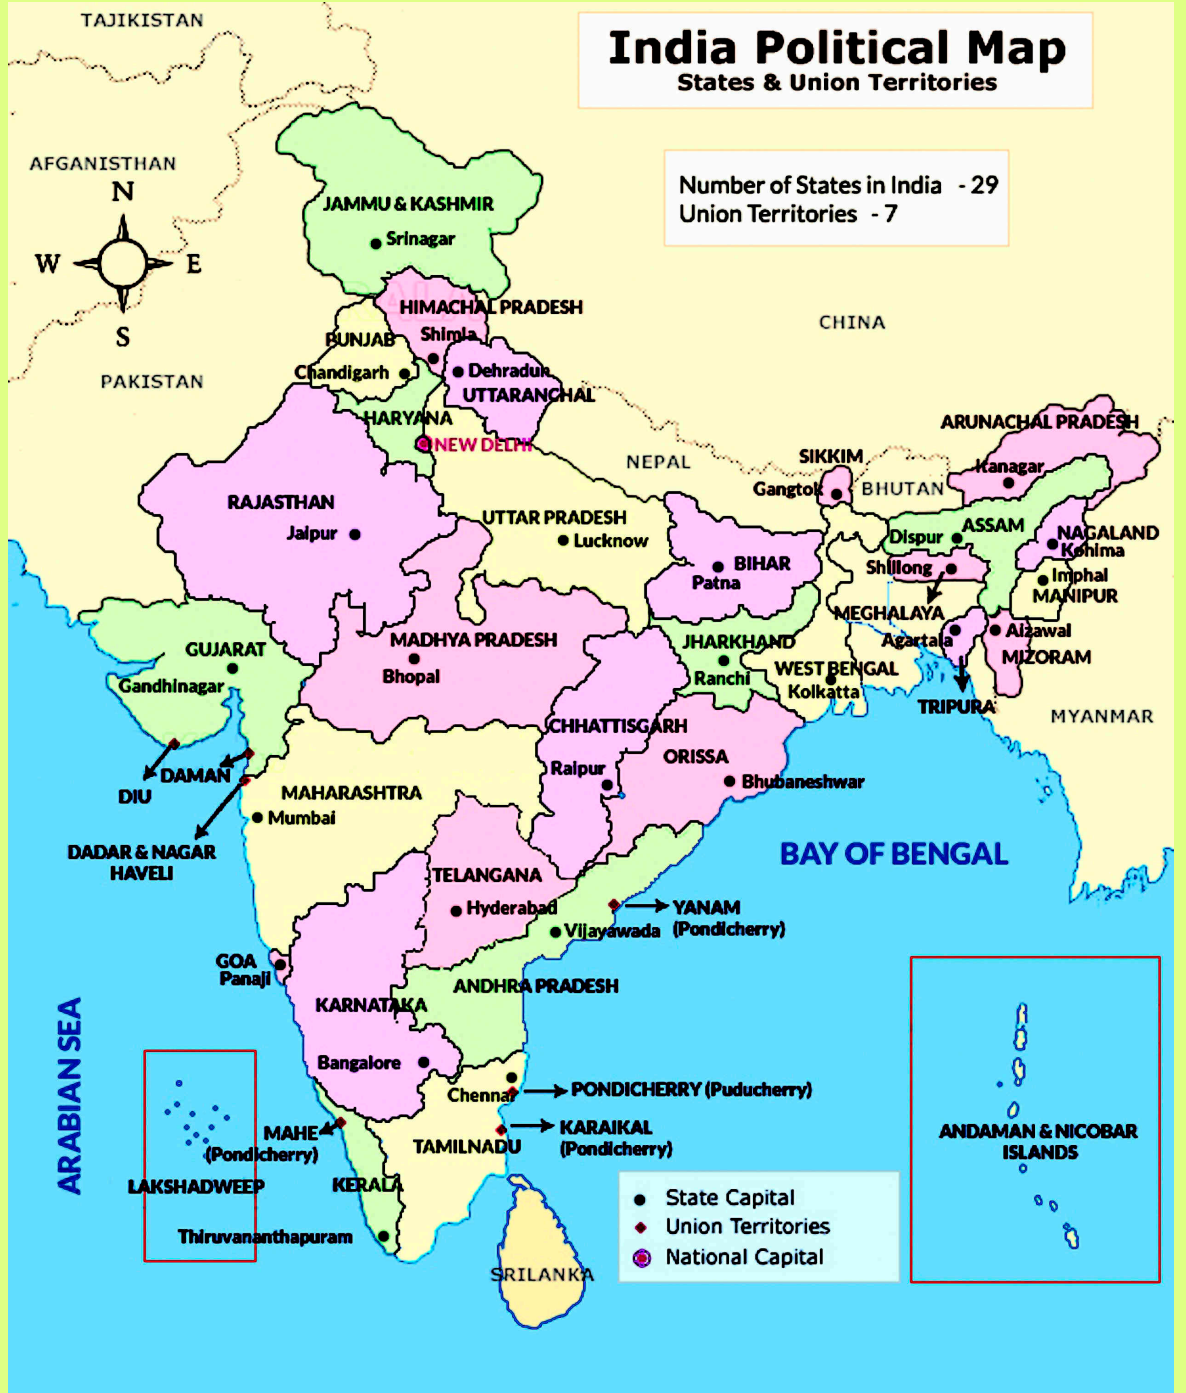 TAJIKISTAN
India Political Map
States & Union Territories
AFGANISTHAN
Number of States in India - 29
Union Territories - 7
N
W
E
S
JAMMU & KASHMIR
Srinagar
HIMACHAL PRADESH
Shimla
CHINA
PUNJAB
Chandigarh
PAKISTAN
Dehradun
UTTARANCHAL
HARYANA
NEW DELHI
NEPAL
SIKKIM
Gangtok
BHUTAN
ARUNACHAL PRADESH
Itanagar
RAJASTHAN
Jaipur
UTTAR PRADESH
Lucknow
BIHAR
Patna
ASSAM
Dispur
NAGALAND
Kohima
Shillong
MEGHALAYA
Imphal
MANIPUR
Agartala
Aizawal
MIZORAM
TRIPURA
MYANMAR
GUJARAT
Gandhinagar
MADHYA PRADESH
Bhopal
JHARKHAND
Ranchi
WEST BENGAL
Kolkatta
CHHATTISGARH
Raipur
ORISSA
Bhubaneshwar
DIU
DAMAN
DADAR & NAGAR
HAVELI
MAHARASHTRA
Mumbai
BAY OF BENGAL
TELANGANA
Hyderabad
YANAM
(Pondicherry)
Vijayawada
GOA
Panaji
ANDHRA PRADESH
KARNATAKA
Bangalore
ARABIAN SEA
Chennai
PONDICHERRY (Puducherry)
KARAIKAL
(Pondicherry)
MAHE
(Pondicherry)
TAMILNADU
LAKSHADWEEP
KERALA
Thiruvananthapuram
SRILANKA
ANDAMAN & NICOBAR
ISLANDS
State Capital
Union Territories
National Capital